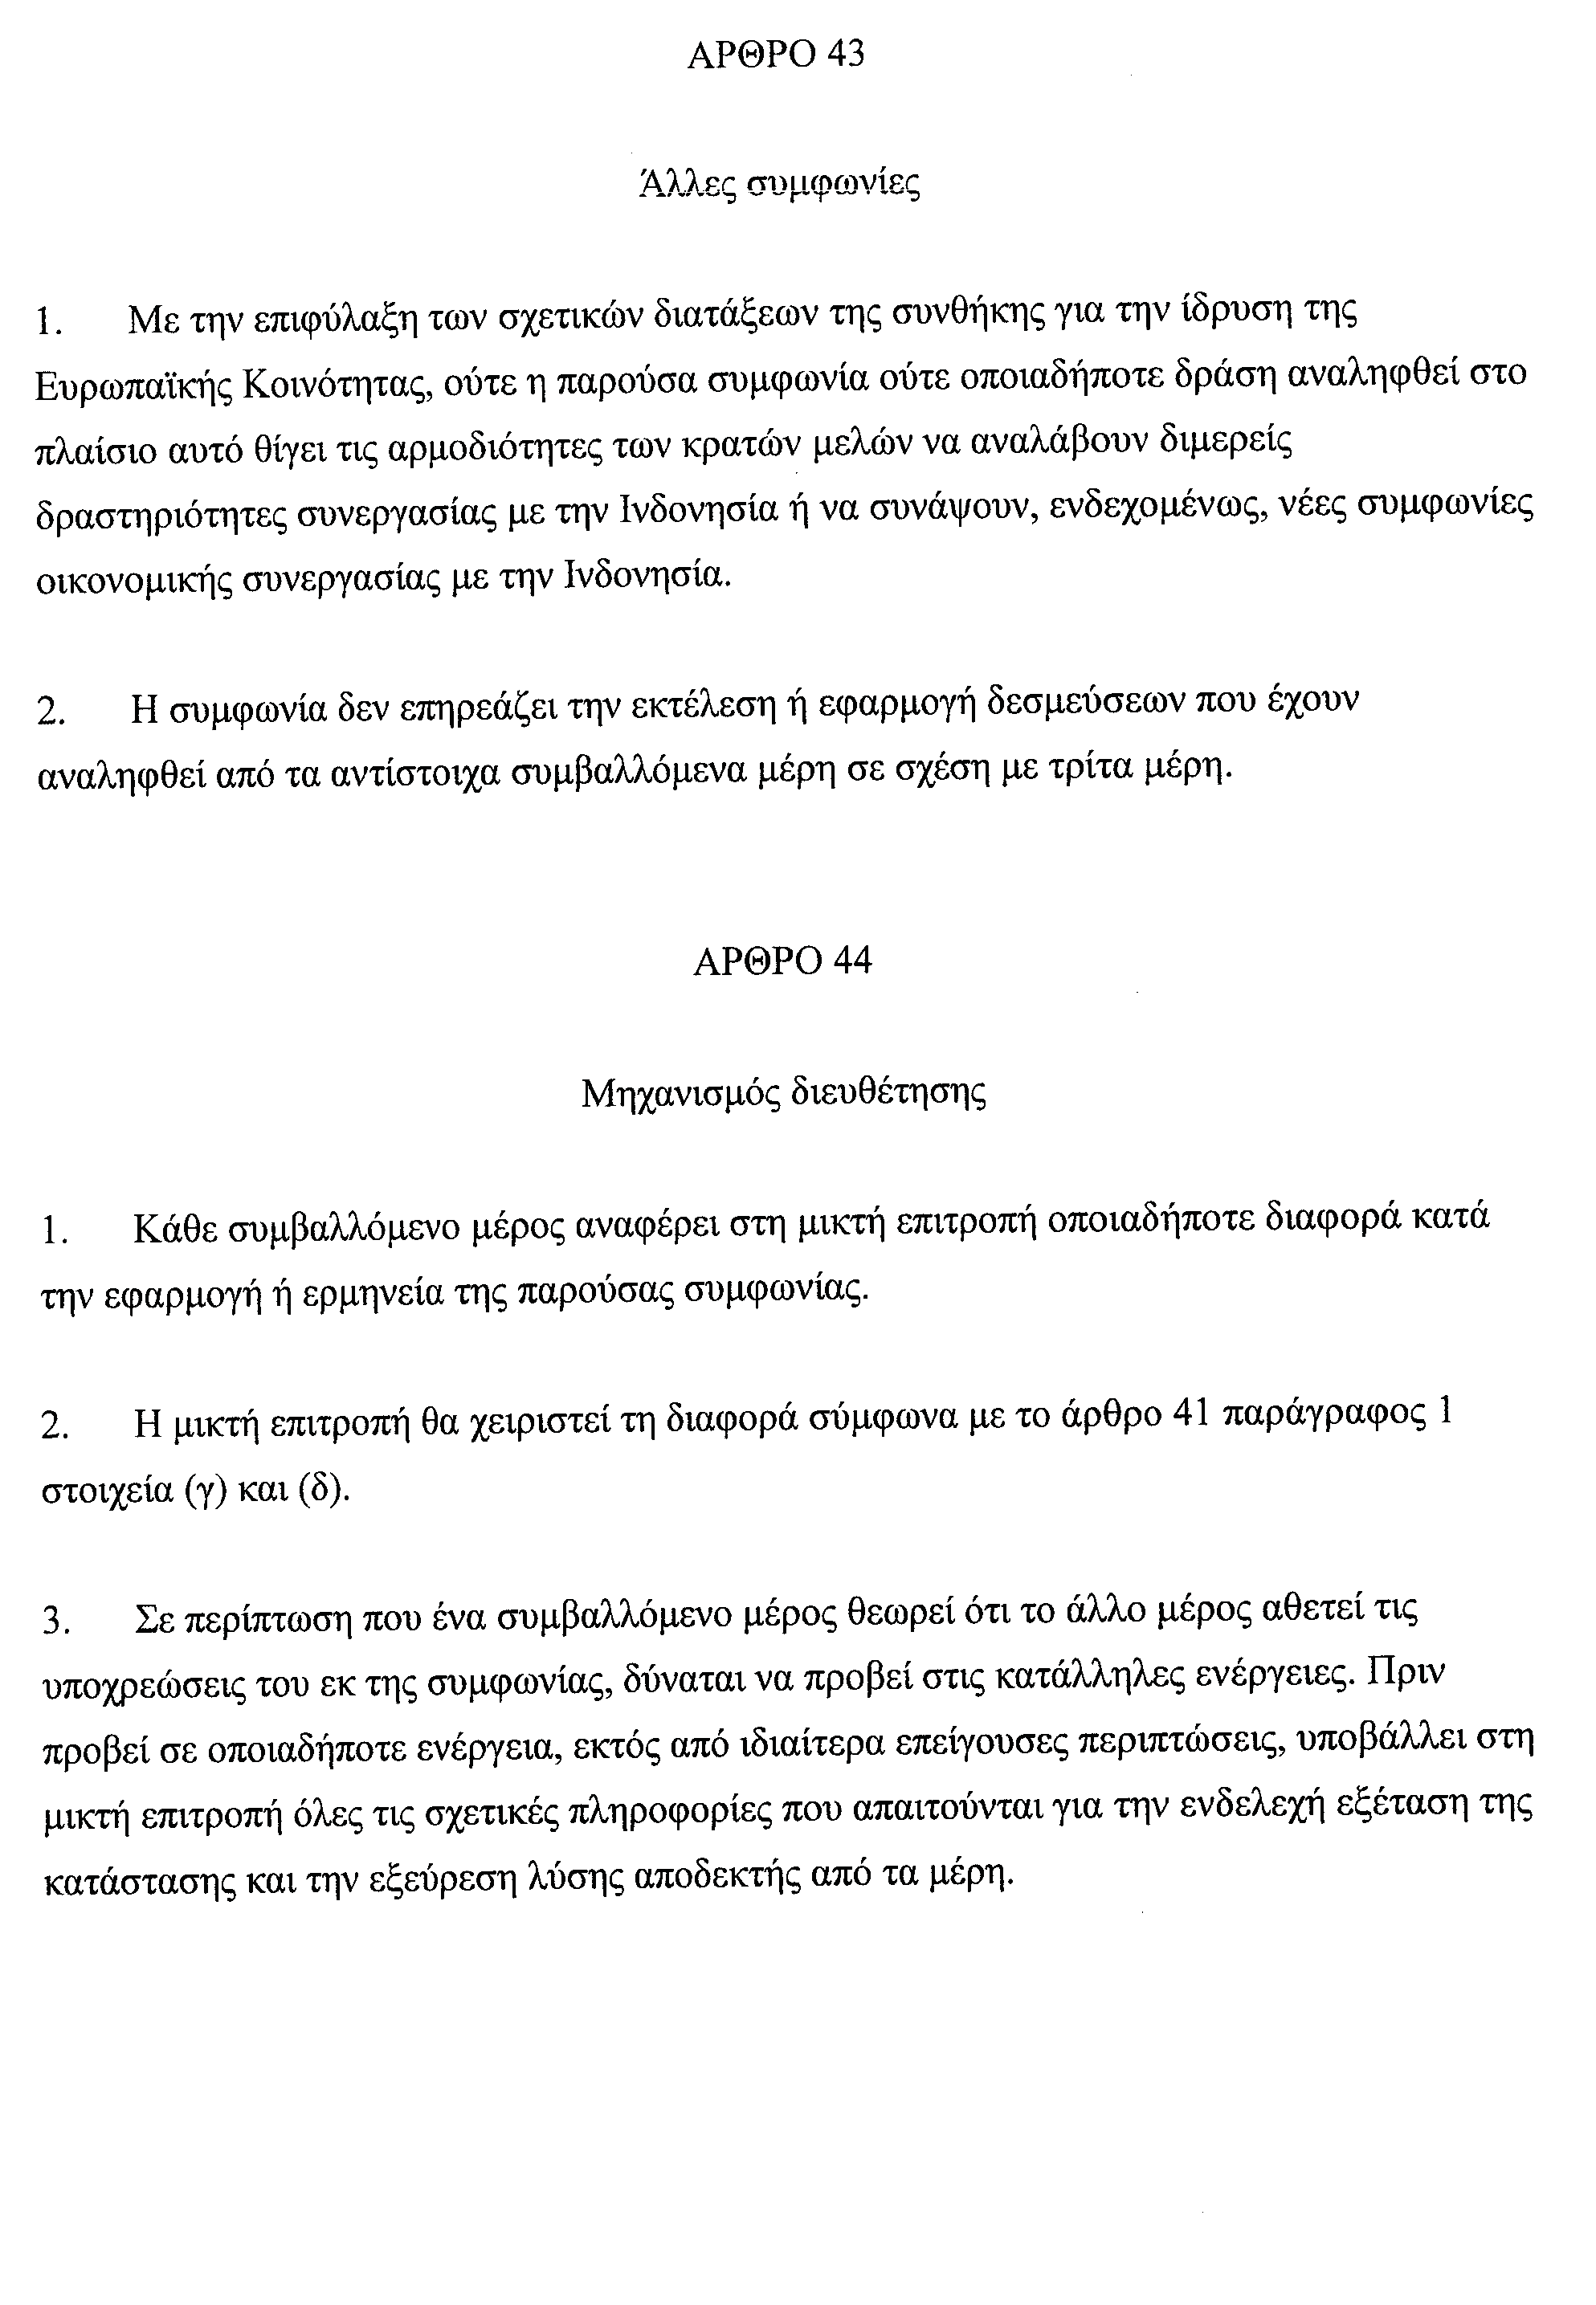 ΑΡΘΡΟ 43
Άλλες συμφωνίες
1. Με την επιφύλαξη των σχετικών διατάξεων της συνθήκης για την ίδρυση της
Ευρωπαϊκής Κοινότητας, ούτε η παρούσα συμφωνία ούτε οποιαδήποτε δράση αναληφθεί στο
πλαίσιο αυτό θίγει τις αρμοδιότητες των κρατών μελών να αναλάβουν διμερείς
δραστηριότητες συνεργασίας με την Ινδονησία ή να συνάψουν, ενδεχομένως, νέες συμφωνίες
οικονομικής συνεργασίας με την Ινδονησία.
2. Η συμφωνία δεν επηρεάζει την εκτέλεση ή εφαρμογή δεσμεύσεων που έχουν
αναληφθεί από τα αντίστοιχα συμβαλλόμενα μέρη σε σχέση με τρίτα μέρη.
ΑΡΘΡΟ 44
Μηχανισμός διευθέτησης
1. Κάθε συμβαλλόμενο μέρος αναφέρει στη μικτή επιτροπή οποιαδήποτε διαφορά κατά
την εφαρμογή ή ερμηνεία της παρούσας συμφωνίας.
2. Η μικτή επιτροπή θα χειριστεί τη διαφορά σύμφωνα με το άρθρο 41 παράγραφος 1
στοιχεία (γ) και (δ).
3. Σε περίπτωση που ένα συμβαλλόμενο μέρος θεωρεί ότι το άλλο μέρος αθετεί τις
υποχρεώσεις του εκ της συμφωνίας, δύναται να προβεί στις κατάλληλες ενέργειες. Πριν
προβεί σε οποιαδήποτε ενέργεια, εκτός από ιδιαίτερα επείγουσες περιπτώσεις, υποβάλλει στη
μικτή επιτροπή όλες τις σχετικές πληροφορίες που απαιτούνται για την ενδελεχή εξέταση της
κατάστασης και την εξεύρεση λύσης αποδεκτής από τα μέρη.